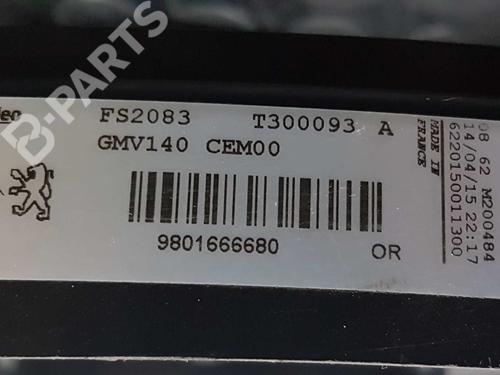 B-PARTS
FS2083 T300093 A
GMV140 CEM00
9801666680
OR
MADE IN
FRANCE
08 62 M200484
14/04/15 22:17
6220150011300